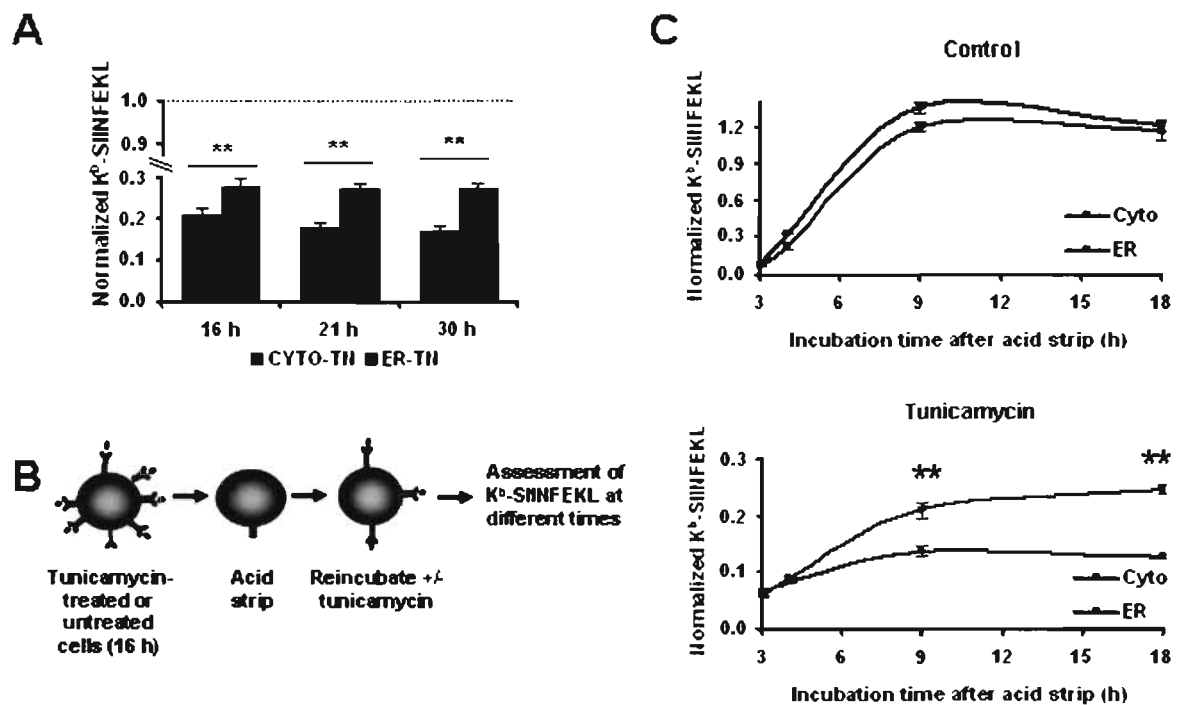 A
Normalized Kᵇ-SIINFEKL
1.0
0.9
0.3
0.2
0.1
0.0
**
**
**
16 h
21 h
30 h
CYTO-TN
ER-TN
B
Tunicamycin-
treated or
untreated
cells (16 h)
Acid
strip
Reincubate +/-
tunicamycin
Assessment of
Kᵇ-SIINFEKL at
different times
C
Control
Normalized Kᵇ-SIINFEKL
1.2
0.9
0.6
0.3
0.0
Cyto
ER
3
6
9
12
15
18
Incubation time after acid strip (h)
Tunicamycin
Normalized Kᵇ-SIINFEKL
0.3
0.2
0.1
0.0
**
**
Cyto
ER
3
6
9
12
15
18
Incubation time after acid strip (h)